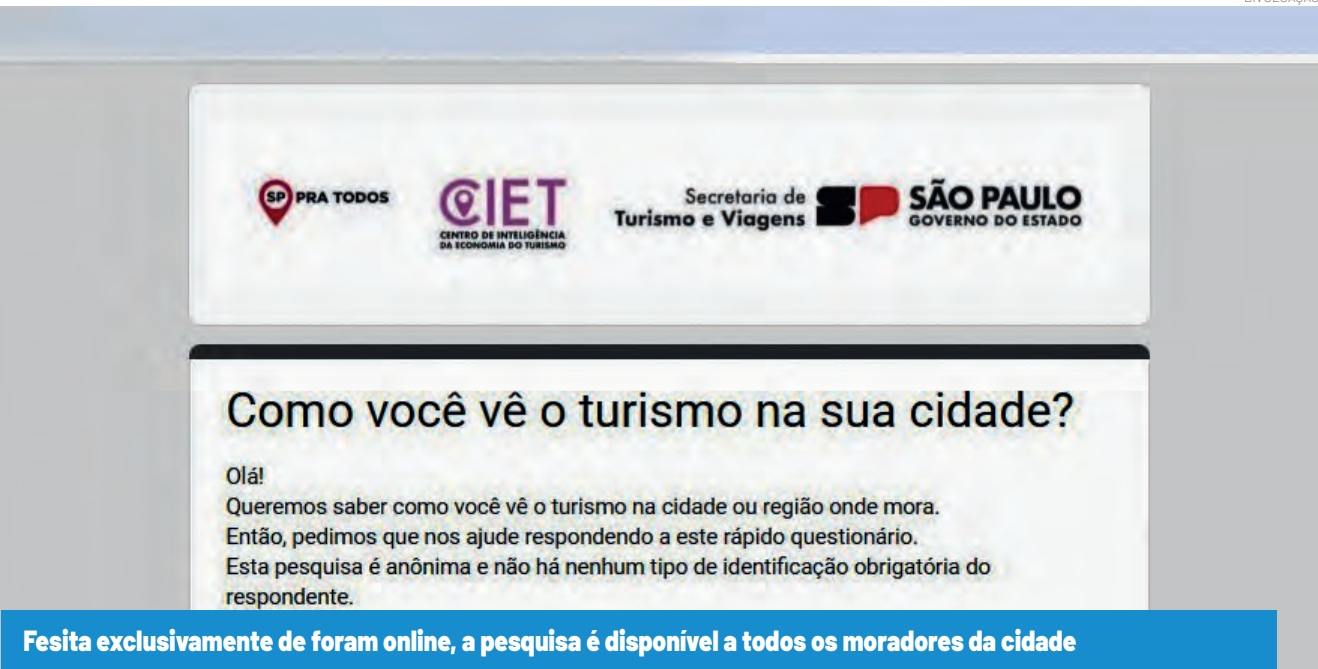 SP PRA TODOS
CIET
CENTRO DE INTELIGÊNCIA
DA ECONOMIA DO TURISMO
Secretaria de
Turismo e Viagens
SP
SÃO PAULO
GOVERNO DO ESTADO
Como você vê o turismo na sua cidade?
Olá!
Queremos saber como você vê o turismo na cidade ou região onde mora.
Então, pedimos que nos ajude respondendo a este rápido questionário.
Esta pesquisa é anônima e não há nenhum tipo de identificação obrigatória do
respondente.
Fesita exclusivamente de foram online, a pesquisa é disponível a todos os moradores da cidade